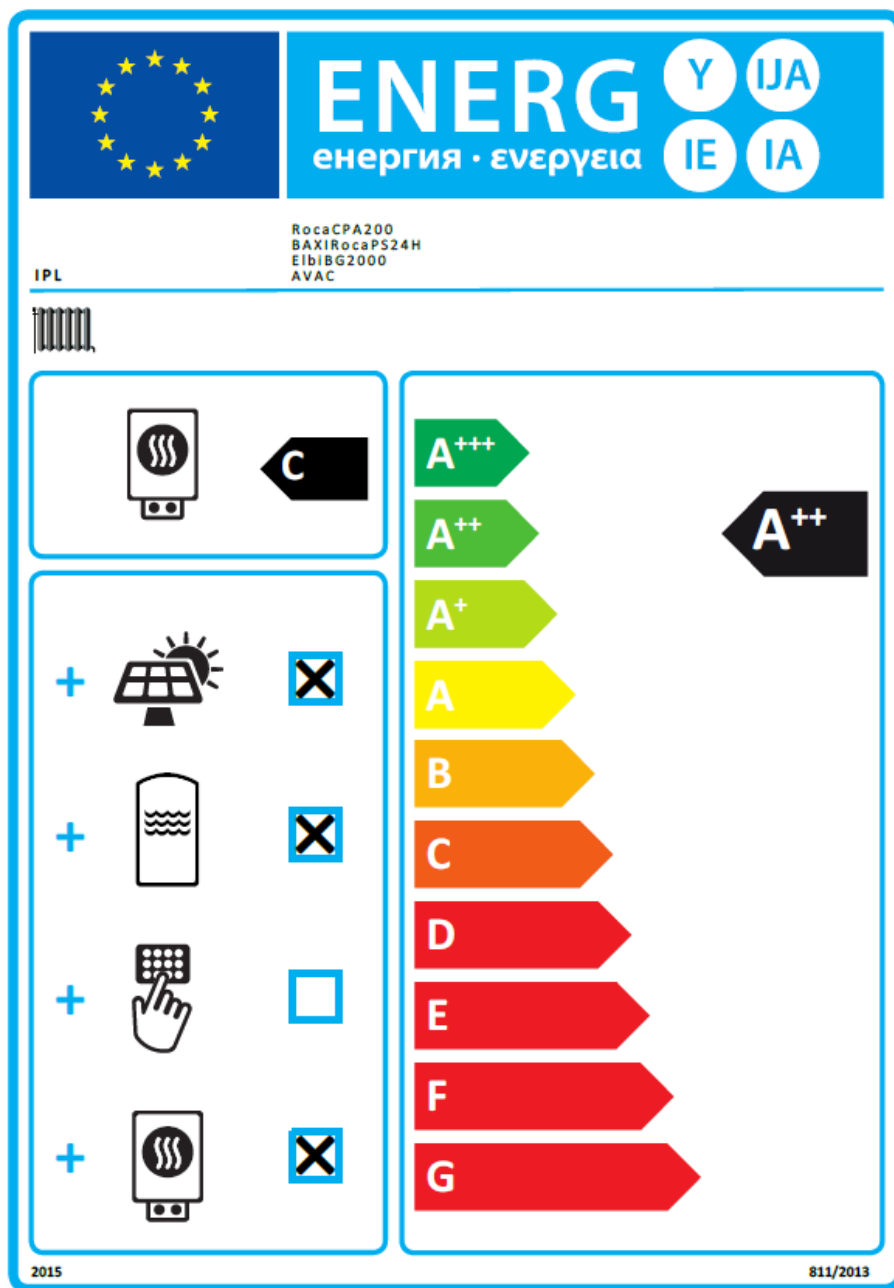 ENERG Y IJA
енергия · ενεργεια IE IA
RocaCPA200
BAXIRocaPS24H
ElbiBG2000
IPL AVAC
C
A+++
A++ A++
A+
A
B
C
D
E
F
G
+
+
+
+
2015 811/2013